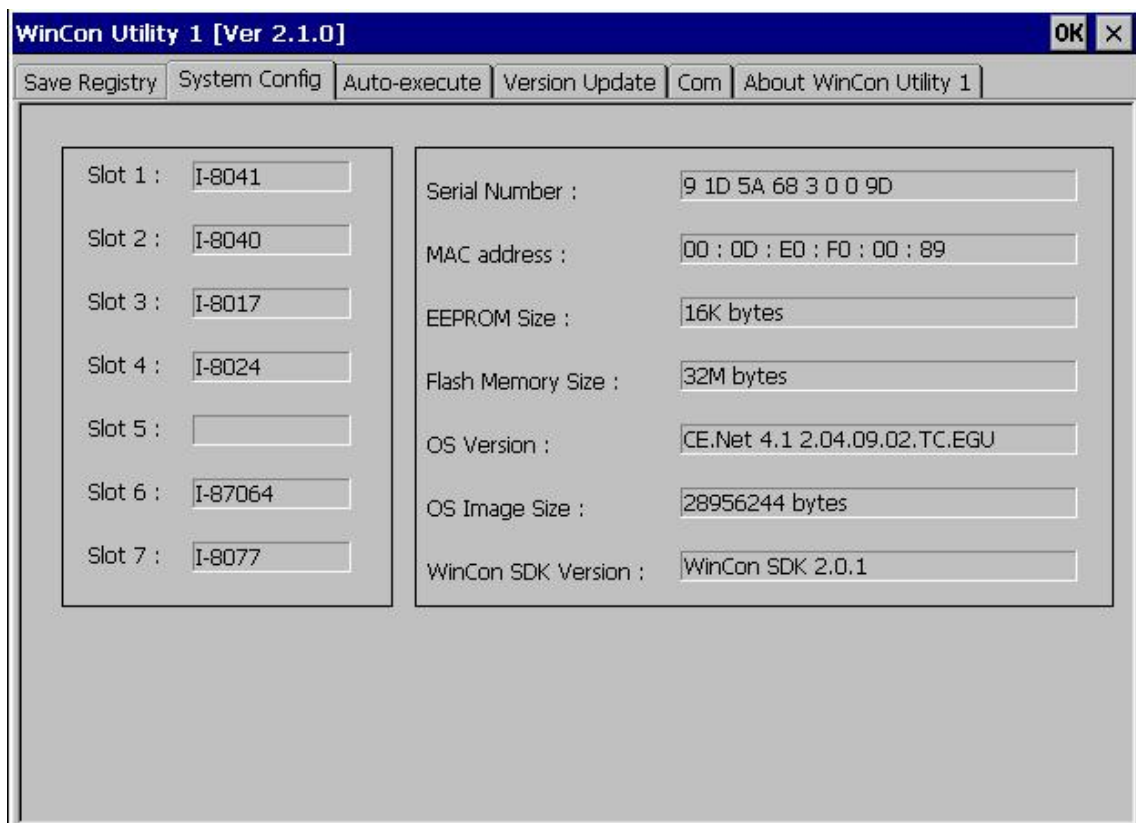 WinCon Utility 1 [Ver 2.1.0]
OK ×
Save Registry System Config Auto-execute Version Update Com About WinCon Utility 1
Slot 1 : I-8041
Slot 2 : I-8040
Slot 3 : I-8017
Slot 4 : I-8024
Slot 5 :
Slot 6 : I-87064
Slot 7 : I-8077
Serial Number : 9 1D 5A 68 3 0 0 9D
MAC address : 00 : 0D : E0 : F0 : 00 : 89
EEPROM Size : 16K bytes
Flash Memory Size : 32M bytes
OS Version : CE.Net 4.1 2.04.09.02.TC.EGU
OS Image Size : 28956244 bytes
WinCon SDK Version : WinCon SDK 2.0.1